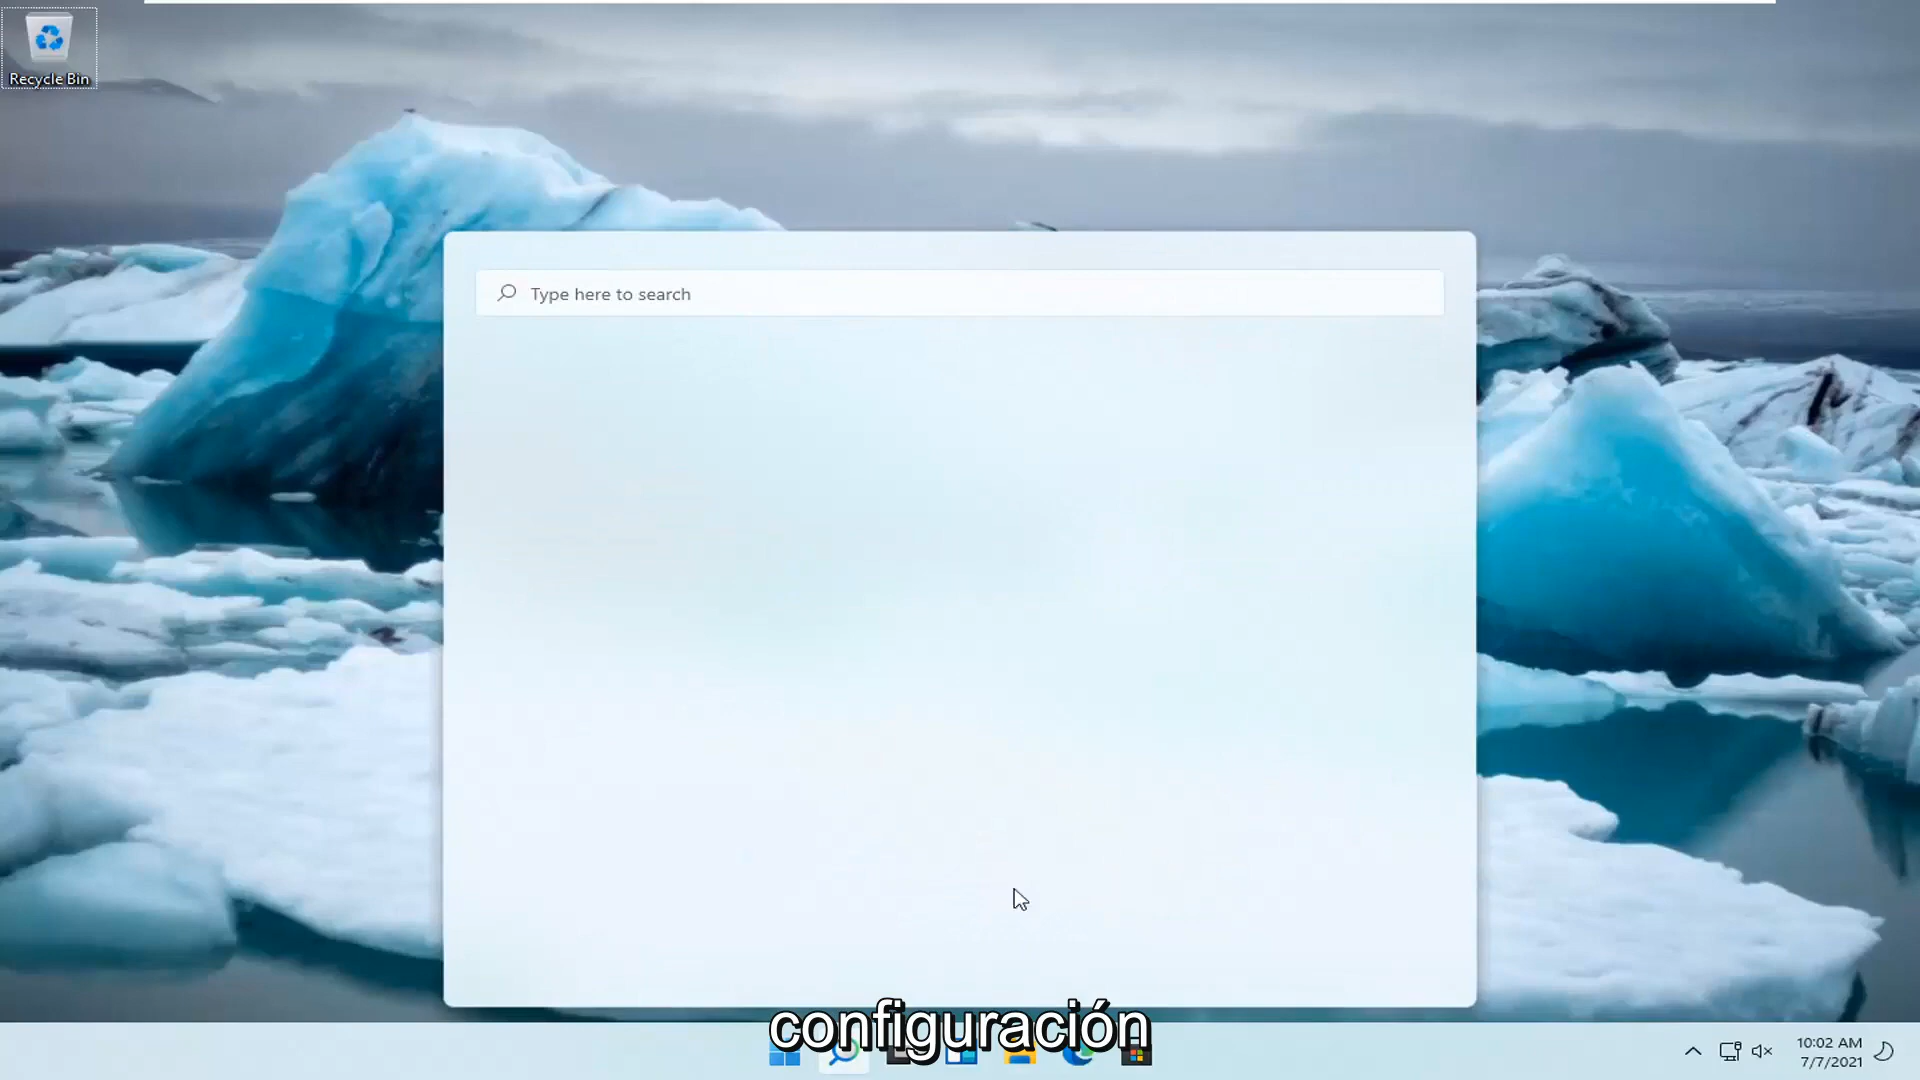 Recycle Bin
Type here to search
configuración
10:02 AM
7/7/2021